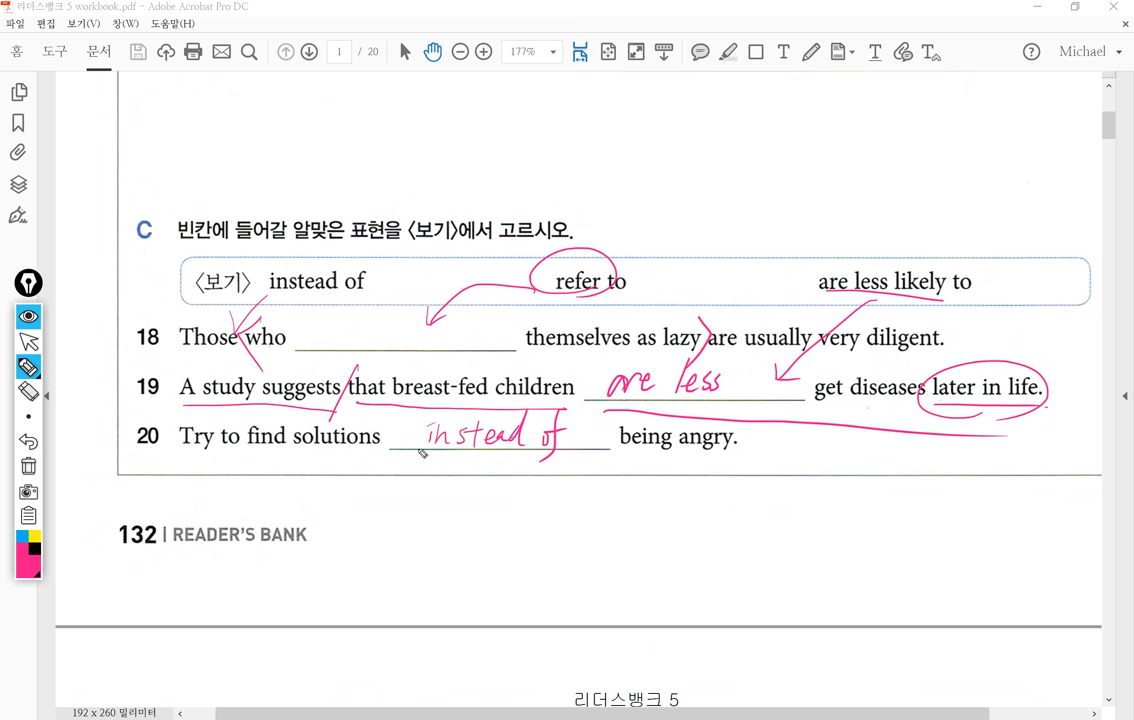 리더스뱅크 5 workbook.pdf - Adobe Acrobat Pro DC
파일 편집 보기(V) 창(W) 도움말(H)
홈 도구 문서 1 / 20 177% Michael
C 빈칸에 들어갈 알맞은 표현을 〈보기〉에서 고르시오.
〈보기〉 instead of refer to are less likely to
18 Those who ____ themselves as lazy are usually very diligent.
19 A study suggests that breast-fed children are less get diseases later in life.
20 Try to find solutions instead of being angry.
132 | READER'S BANK
리더스뱅크 5
192 x 260 밀리미터